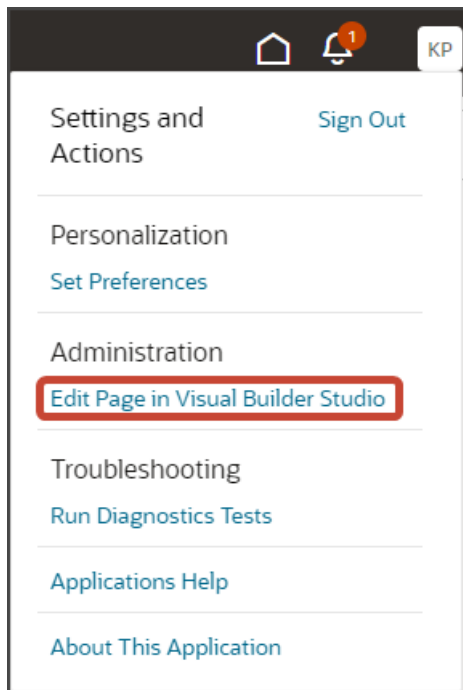 1
KP
Settings and
Actions
Sign Out
Personalization
Set Preferences
Administration
Edit Page in Visual Builder Studio
Troubleshooting
Run Diagnostics Tests
Applications Help
About This Application